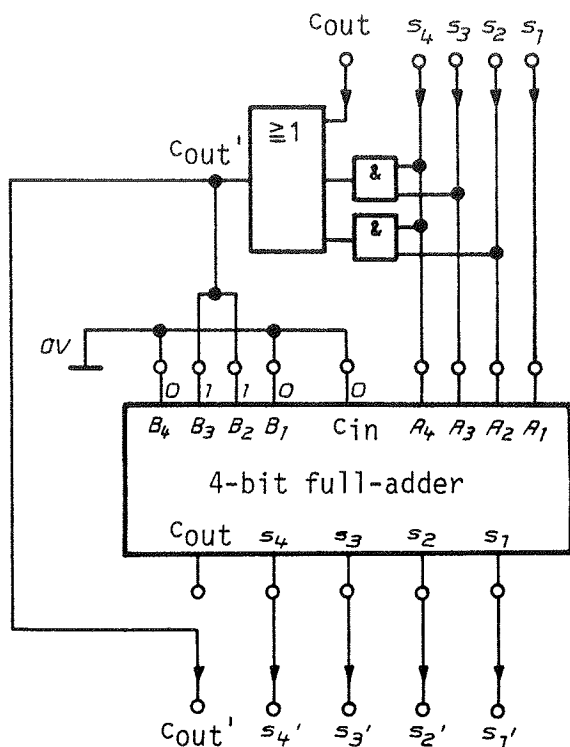 Cout s4 s3 s2 s1
≧1
Cout'
&
&
0V
0 1 1 0 0
B4 B3 B2 B1 Cin A4 A3 A2 A1
4-bit full-adder
Cout s4 s3 s2 s1
Cout' s4' s3' s2' s1'